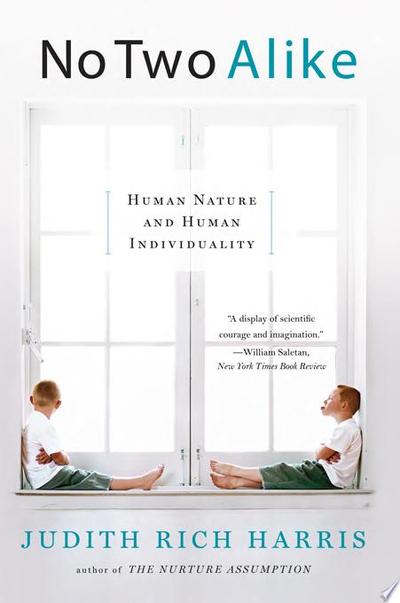 No Two Alike
Human Nature
and Human
Individuality
“A display of scientific
courage and imagination.”
—William Saletan,
New York Times Book Review
JUDITH RICH HARRIS
author of THE NURTURE ASSUMPTION